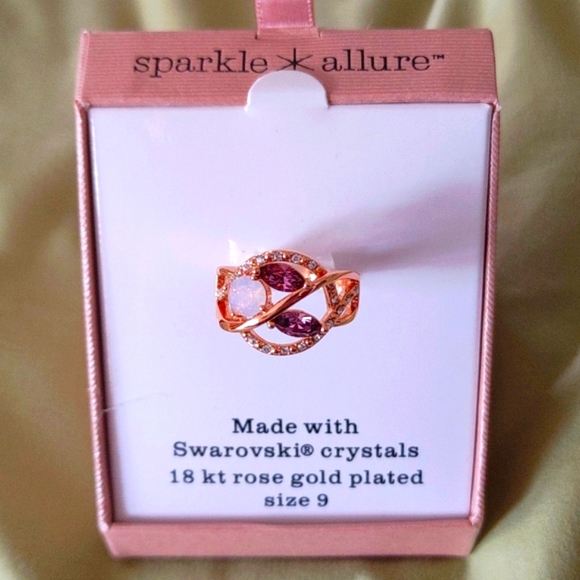 sparkle✳allure™
Made with
Swarovski® crystals
18 kt rose gold plated
size 9